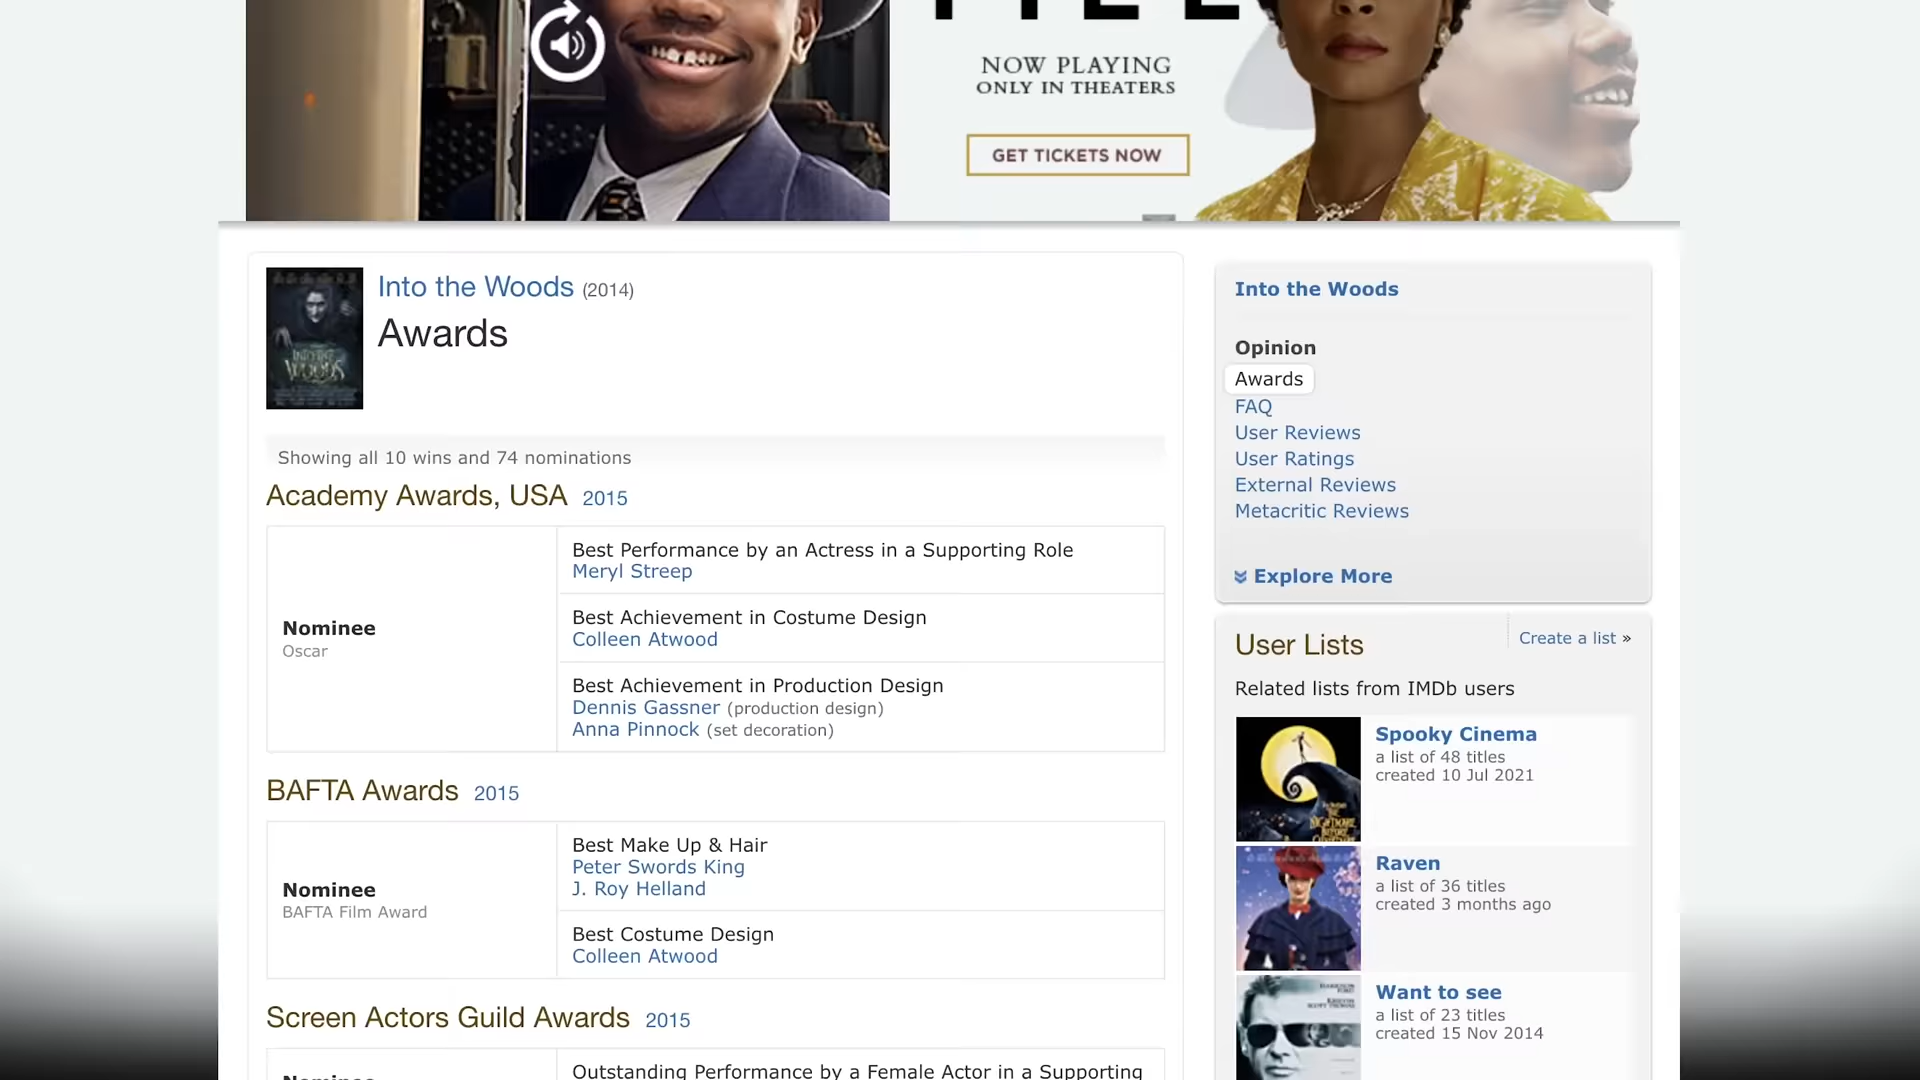 NOW PLAYING
ONLY IN THEATERS
GET TICKETS NOW
Into the Woods (2014)
Awards
Showing all 10 wins and 74 nominations
Academy Awards, USA 2015
Nominee
Oscar
Best Performance by an Actress in a Supporting Role
Meryl Streep
Best Achievement in Costume Design
Colleen Atwood
Best Achievement in Production Design
Dennis Gassner (production design)
Anna Pinnock (set decoration)
BAFTA Awards 2015
Nominee
BAFTA Film Award
Best Make Up & Hair
Peter Swords King
J. Roy Helland
Best Costume Design
Colleen Atwood
Screen Actors Guild Awards 2015
Nominee
Outstanding Performance by a Female Actor in a Supporting
Into the Woods
Opinion
Awards
FAQ
User Reviews
User Ratings
External Reviews
Metacritic Reviews
Explore More
User Lists
Create a list »
Related lists from IMDb users
Spooky Cinema
a list of 48 titles
created 10 Jul 2021
Raven
a list of 36 titles
created 3 months ago
Want to see
a list of 23 titles
created 15 Nov 2014